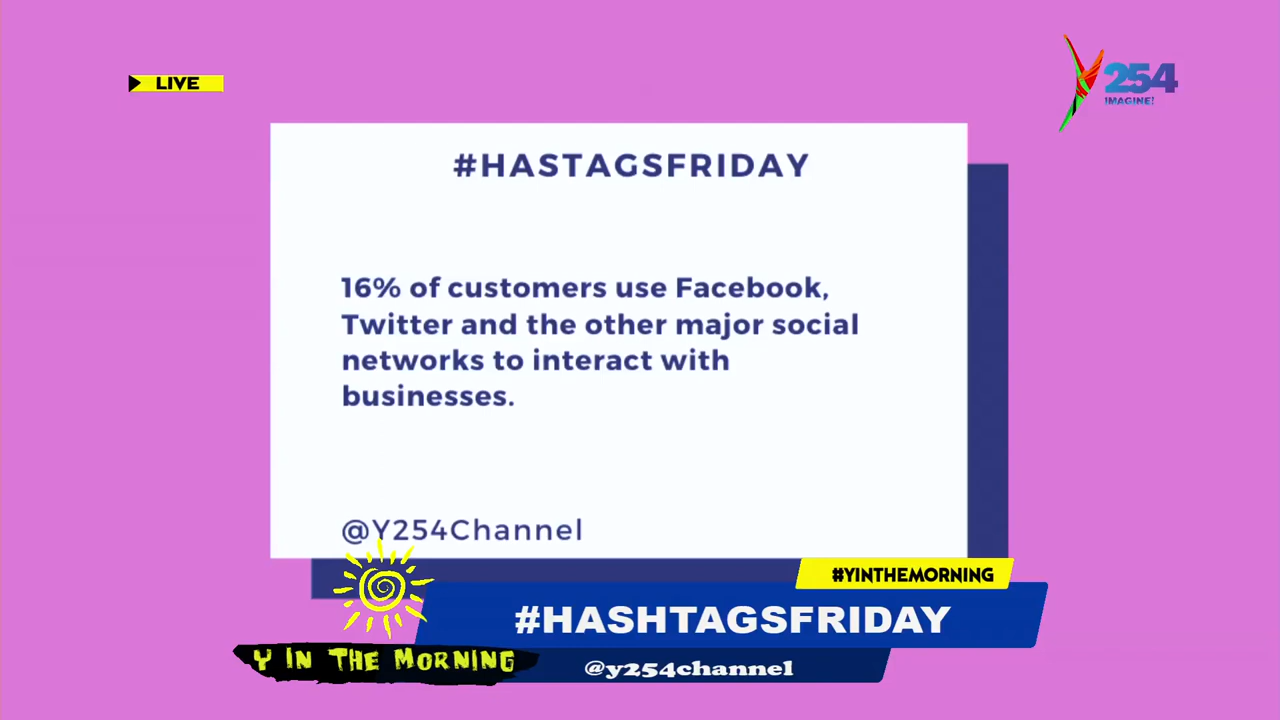 LIVE
Y 254
IMAGINE!
#HASTAGSFRIDAY
16% of customers use Facebook,
Twitter and the other major social
networks to interact with
businesses.
@Y254Channel
#YINTHEMORNING
#HASHTAGSFRIDAY
Y IN THE MORNING
@y254channel